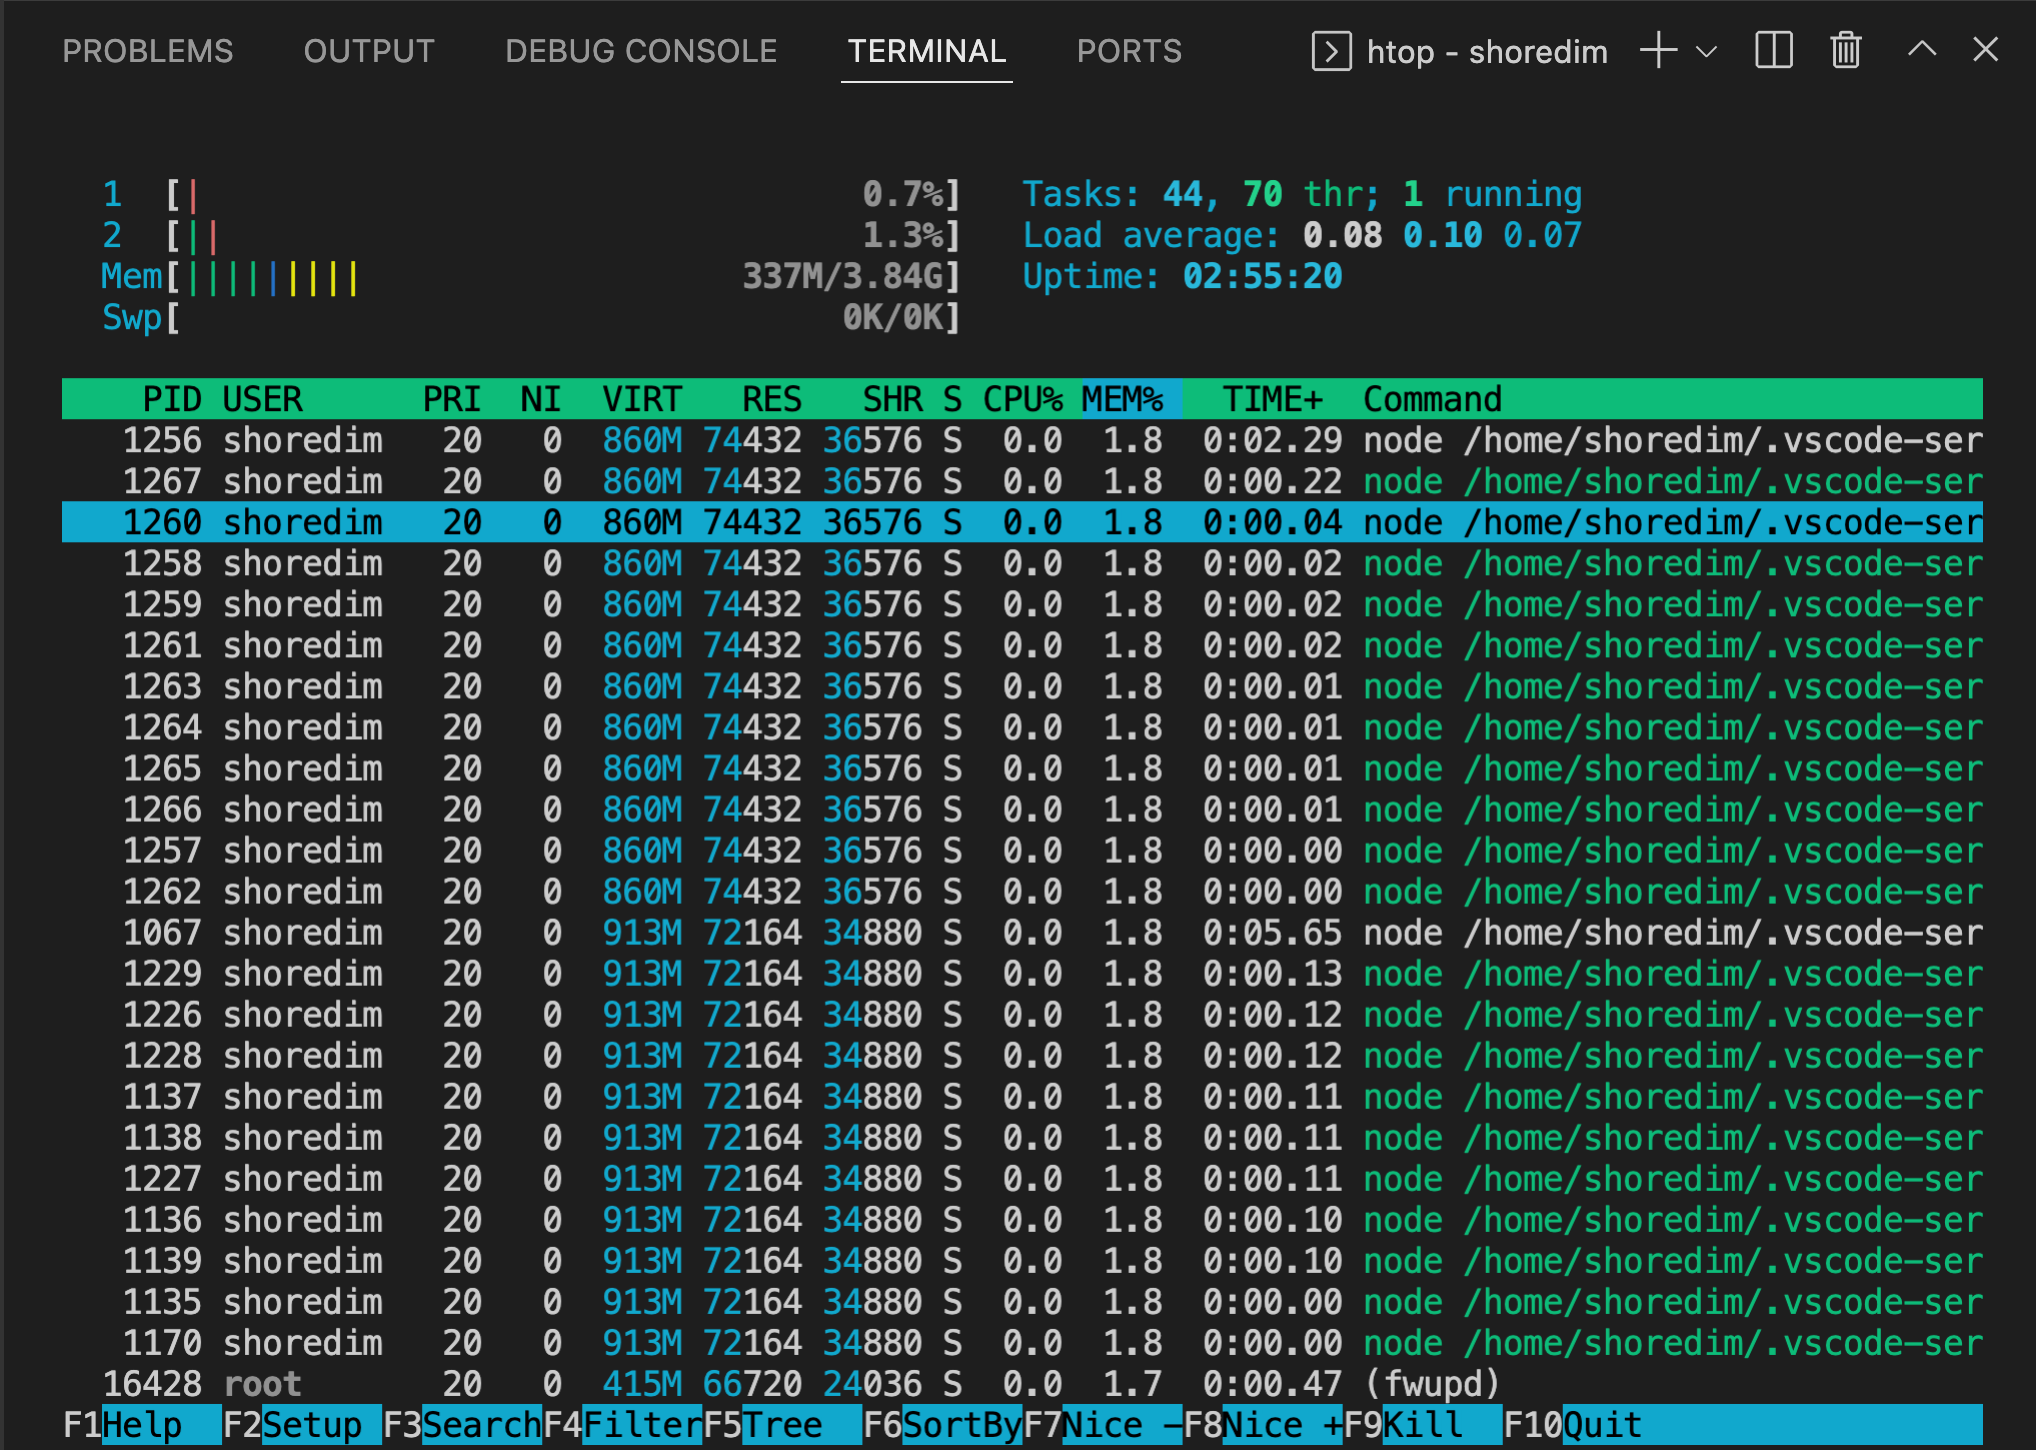 PROBLEMS OUTPUT DEBUG CONSOLE TERMINAL PORTS htop - shoredim
1 [| 0.7%] Tasks: 44, 70 thr; 1 running
2 [|| 1.3%] Load average: 0.08 0.10 0.07
Mem[||||||||| 337M/3.84G] Uptime: 02:55:20
Swp[ 0K/0K]
PID USER PRI NI VIRT RES SHR S CPU% MEM% TIME+ Command
1256 shoredim 20 0 860M 74432 36576 S 0.0 1.8 0:02.29 node /home/shoredim/.vscode-ser
1267 shoredim 20 0 860M 74432 36576 S 0.0 1.8 0:00.22 node /home/shoredim/.vscode-ser
1260 shoredim 20 0 860M 74432 36576 S 0.0 1.8 0:00.04 node /home/shoredim/.vscode-ser
1258 shoredim 20 0 860M 74432 36576 S 0.0 1.8 0:00.02 node /home/shoredim/.vscode-ser
1259 shoredim 20 0 860M 74432 36576 S 0.0 1.8 0:00.02 node /home/shoredim/.vscode-ser
1261 shoredim 20 0 860M 74432 36576 S 0.0 1.8 0:00.02 node /home/shoredim/.vscode-ser
1263 shoredim 20 0 860M 74432 36576 S 0.0 1.8 0:00.01 node /home/shoredim/.vscode-ser
1264 shoredim 20 0 860M 74432 36576 S 0.0 1.8 0:00.01 node /home/shoredim/.vscode-ser
1265 shoredim 20 0 860M 74432 36576 S 0.0 1.8 0:00.01 node /home/shoredim/.vscode-ser
1266 shoredim 20 0 860M 74432 36576 S 0.0 1.8 0:00.01 node /home/shoredim/.vscode-ser
1257 shoredim 20 0 860M 74432 36576 S 0.0 1.8 0:00.00 node /home/shoredim/.vscode-ser
1262 shoredim 20 0 860M 74432 36576 S 0.0 1.8 0:00.00 node /home/shoredim/.vscode-ser
1067 shoredim 20 0 913M 72164 34880 S 0.0 1.8 0:05.65 node /home/shoredim/.vscode-ser
1229 shoredim 20 0 913M 72164 34880 S 0.0 1.8 0:00.13 node /home/shoredim/.vscode-ser
1226 shoredim 20 0 913M 72164 34880 S 0.0 1.8 0:00.12 node /home/shoredim/.vscode-ser
1228 shoredim 20 0 913M 72164 34880 S 0.0 1.8 0:00.12 node /home/shoredim/.vscode-ser
1137 shoredim 20 0 913M 72164 34880 S 0.0 1.8 0:00.11 node /home/shoredim/.vscode-ser
1138 shoredim 20 0 913M 72164 34880 S 0.0 1.8 0:00.11 node /home/shoredim/.vscode-ser
1227 shoredim 20 0 913M 72164 34880 S 0.0 1.8 0:00.11 node /home/shoredim/.vscode-ser
1136 shoredim 20 0 913M 72164 34880 S 0.0 1.8 0:00.10 node /home/shoredim/.vscode-ser
1139 shoredim 20 0 913M 72164 34880 S 0.0 1.8 0:00.10 node /home/shoredim/.vscode-ser
1135 shoredim 20 0 913M 72164 34880 S 0.0 1.8 0:00.00 node /home/shoredim/.vscode-ser
1170 shoredim 20 0 913M 72164 34880 S 0.0 1.8 0:00.00 node /home/shoredim/.vscode-ser
16428 root 20 0 415M 66720 24036 S 0.0 1.7 0:00.47 (fwupd)
F1Help F2Setup F3SearchF4FilterF5Tree F6SortByF7Nice -F8Nice +F9Kill F10Quit